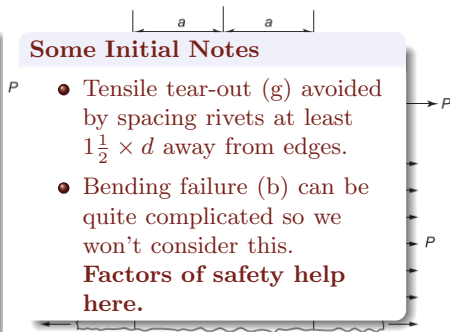 a a
Some Initial Notes
P
Tensile tear-out (g) avoided
P
by spacing rivets at least
1½ × d away from edges.
Bending failure (b) can be
quite complicated so we
P
won't consider this.
Factors of safety help
here.